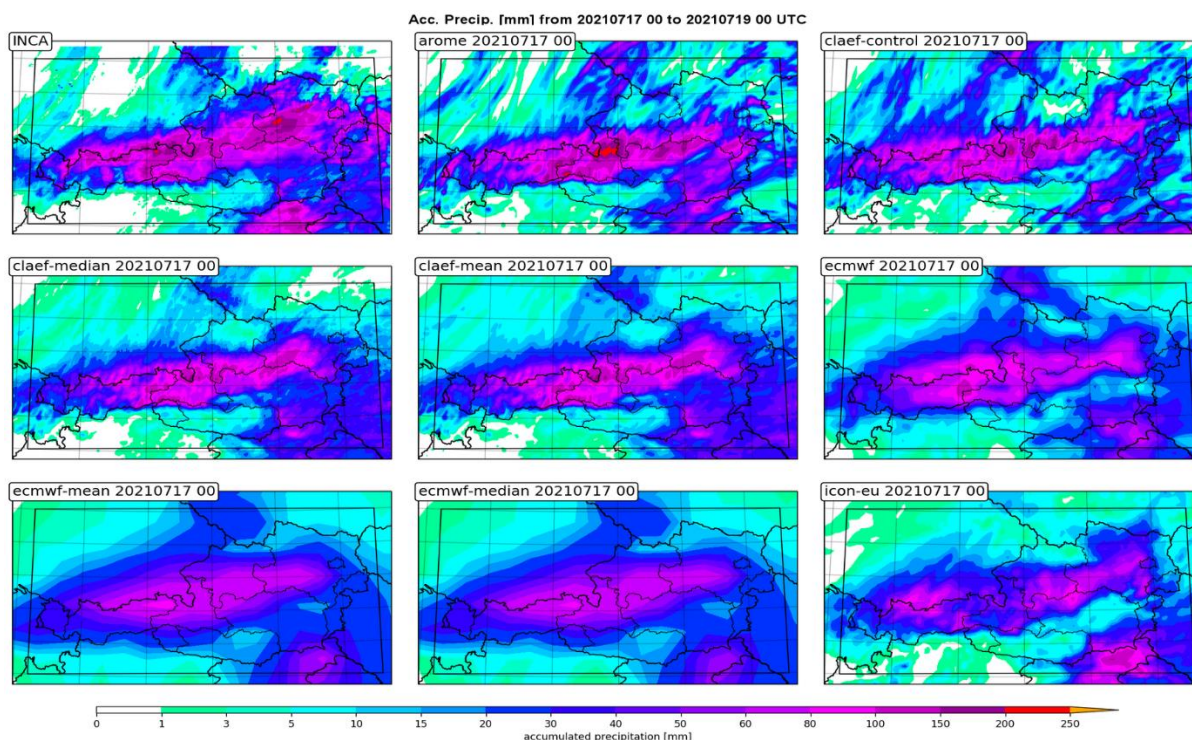 Acc. Precip. [mm] from 20210717 00 to 20210719 00 UTC
INCA
arome 20210717 00
claef-control 20210717 00
claef-median 20210717 00
claef-mean 20210717 00
ecmwf 20210717 00
ecmwf-mean 20210717 00
ecmwf-median 20210717 00
icon-eu 20210717 00
0 1 3 5 10 15 20 30 40 50 60 80 100 150 200 250
accumulated precipitation [mm]